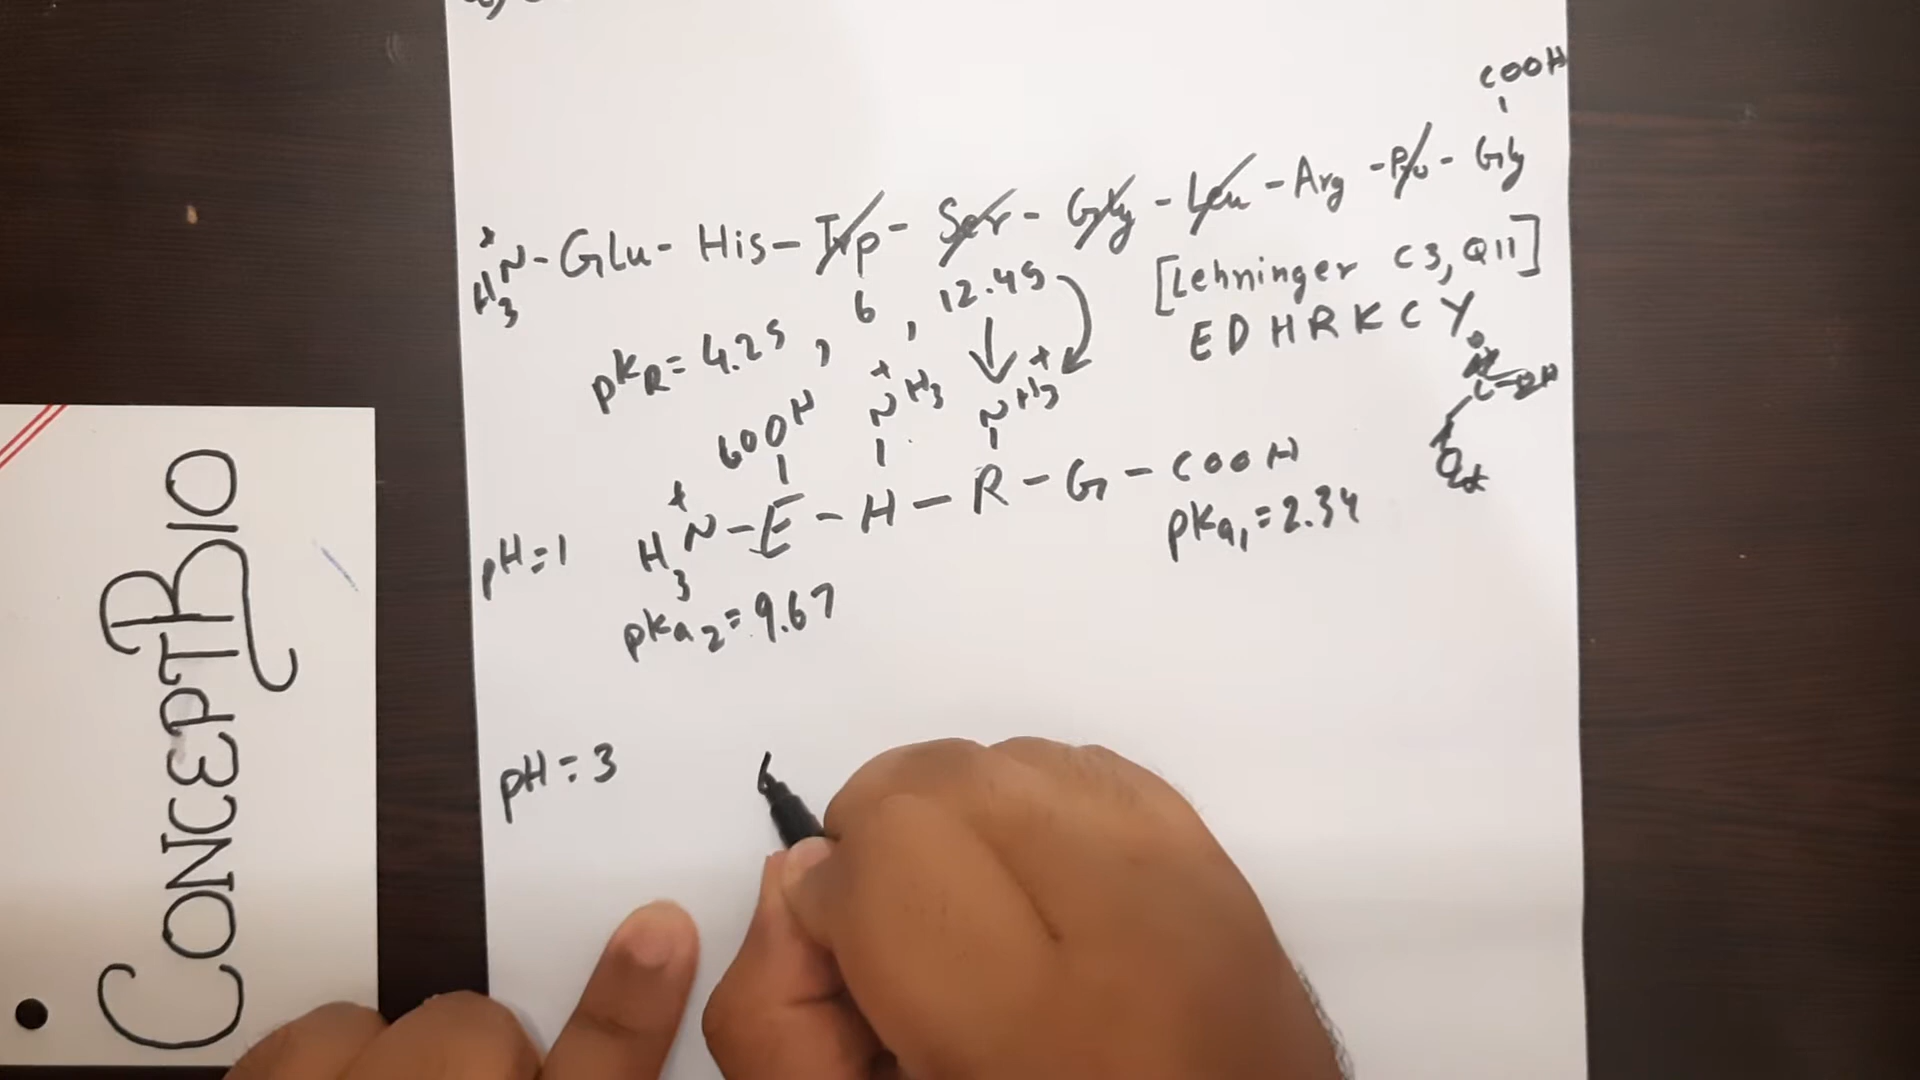 COOH
H₃N⁺-Glu-His-Trp-Ser-Gly-Leu-Arg-Pro-Gly
[Lehninger C3, Q11]
EDHRKCY
pKR=4.25, 6, 12.45
COOH NH₃⁺ NH₃⁺
pH=1 H₃N⁺-E-H-R-G-COOH
pKa₂=9.67 pKa₁=2.34
pH=3
CONCEPTBIO